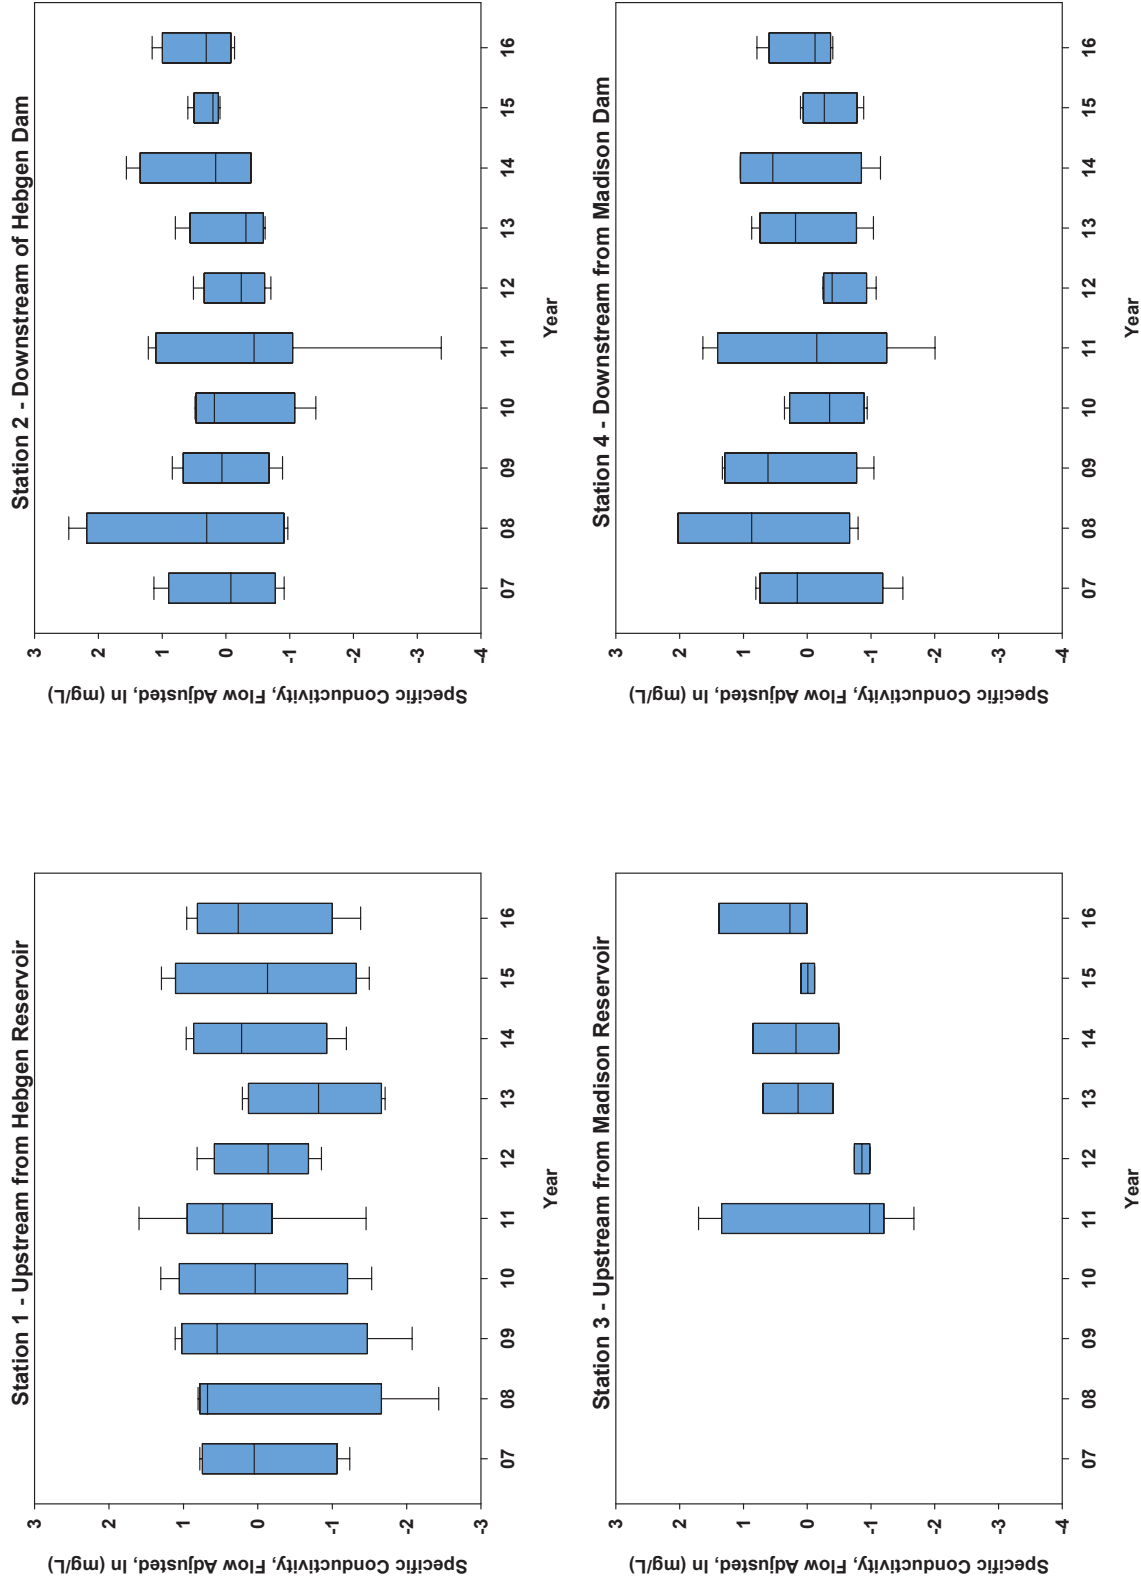 Station 1 - Upstream from Hebgen Reservoir
Specific Conductivity, Flow Adjusted, ln (mg/L)
3
2
1
0
-1
-2
-3
07 08 09 10 11 12 13 14 15 16
Year
Station 2 - Downstream of Hebgen Dam
Specific Conductivity, Flow Adjusted, ln (mg/L)
3
2
1
0
-1
-2
-3
-4
07 08 09 10 11 12 13 14 15 16
Year
Station 3 - Upstream from Madison Reservoir
Specific Conductivity, Flow Adjusted, ln (mg/L)
3
2
1
0
-1
-2
-3
-4
07 08 09 10 11 12 13 14 15 16
Year
Station 4 - Downstream from Madison Dam
Specific Conductivity, Flow Adjusted, ln (mg/L)
3
2
1
0
-1
-2
-3
-4
07 08 09 10 11 12 13 14 15 16
Year